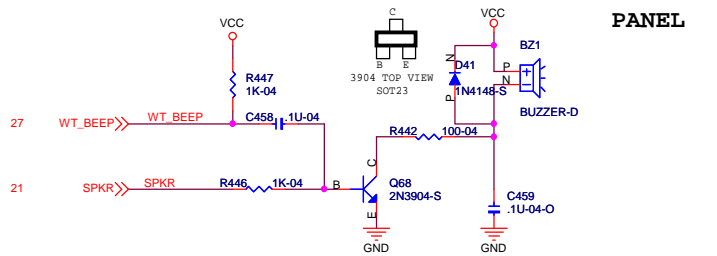 PANEL
C
VCC
VCC
BZ1
B E
3904 TOP VIEW
SOT23
N
D41
1N4148-S
P
P
N
BUZZER-D
R447
1K-04
27 WT_BEEP WT_BEEP
C458 .1U-04
R442 100-04
21 SPKR SPKR
R446 1K-04
B
C
E
Q68
2N3904-S
C459
.1U-04-O
GND
GND